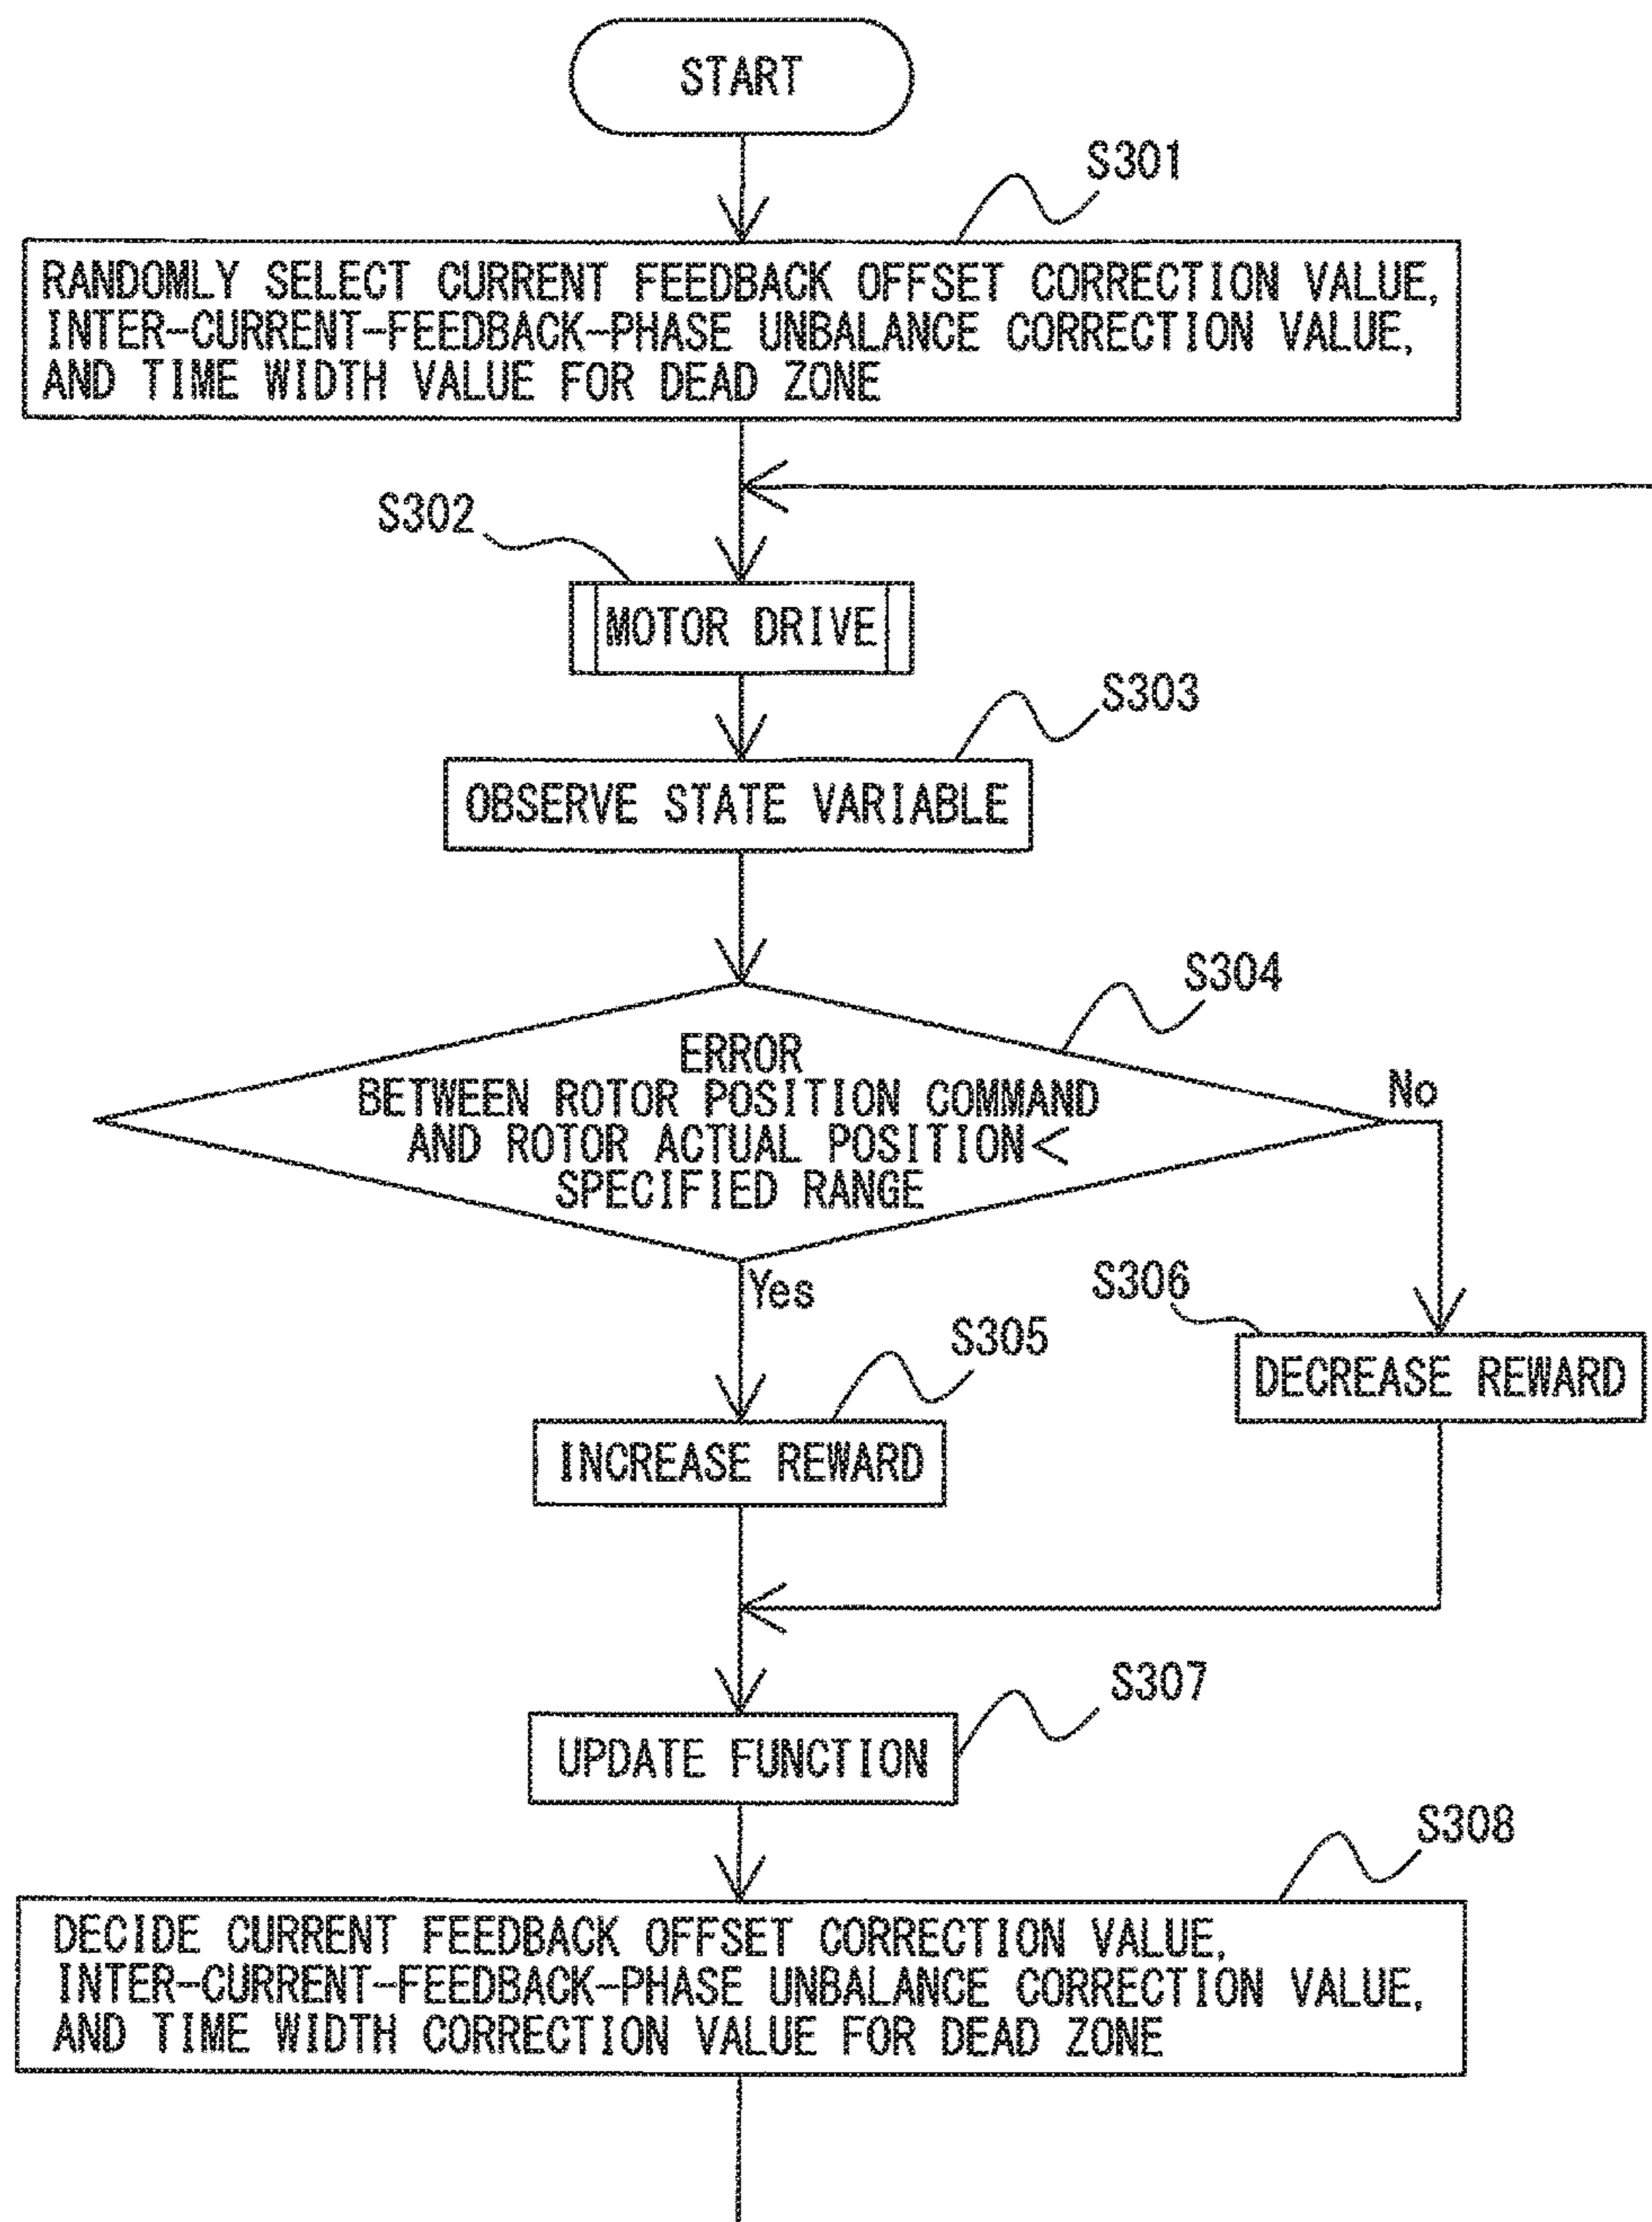 START
S301
RANDOMLY SELECT CURRENT FEEDBACK OFFSET CORRECTION VALUE,
INTER-CURRENT-FEEDBACK-PHASE UNBALANCE CORRECTION VALUE,
AND TIME WIDTH VALUE FOR DEAD ZONE
S302
MOTOR DRIVE
S303
OBSERVE STATE VARIABLE
S304
ERROR
BETWEEN ROTOR POSITION COMMAND
AND ROTOR ACTUAL POSITION<
SPECIFIED RANGE
No
Yes
S306
DECREASE REWARD
S305
INCREASE REWARD
S307
UPDATE FUNCTION
S308
DECIDE CURRENT FEEDBACK OFFSET CORRECTION VALUE,
INTER-CURRENT-FEEDBACK-PHASE UNBALANCE CORRECTION VALUE,
AND TIME WIDTH CORRECTION VALUE FOR DEAD ZONE